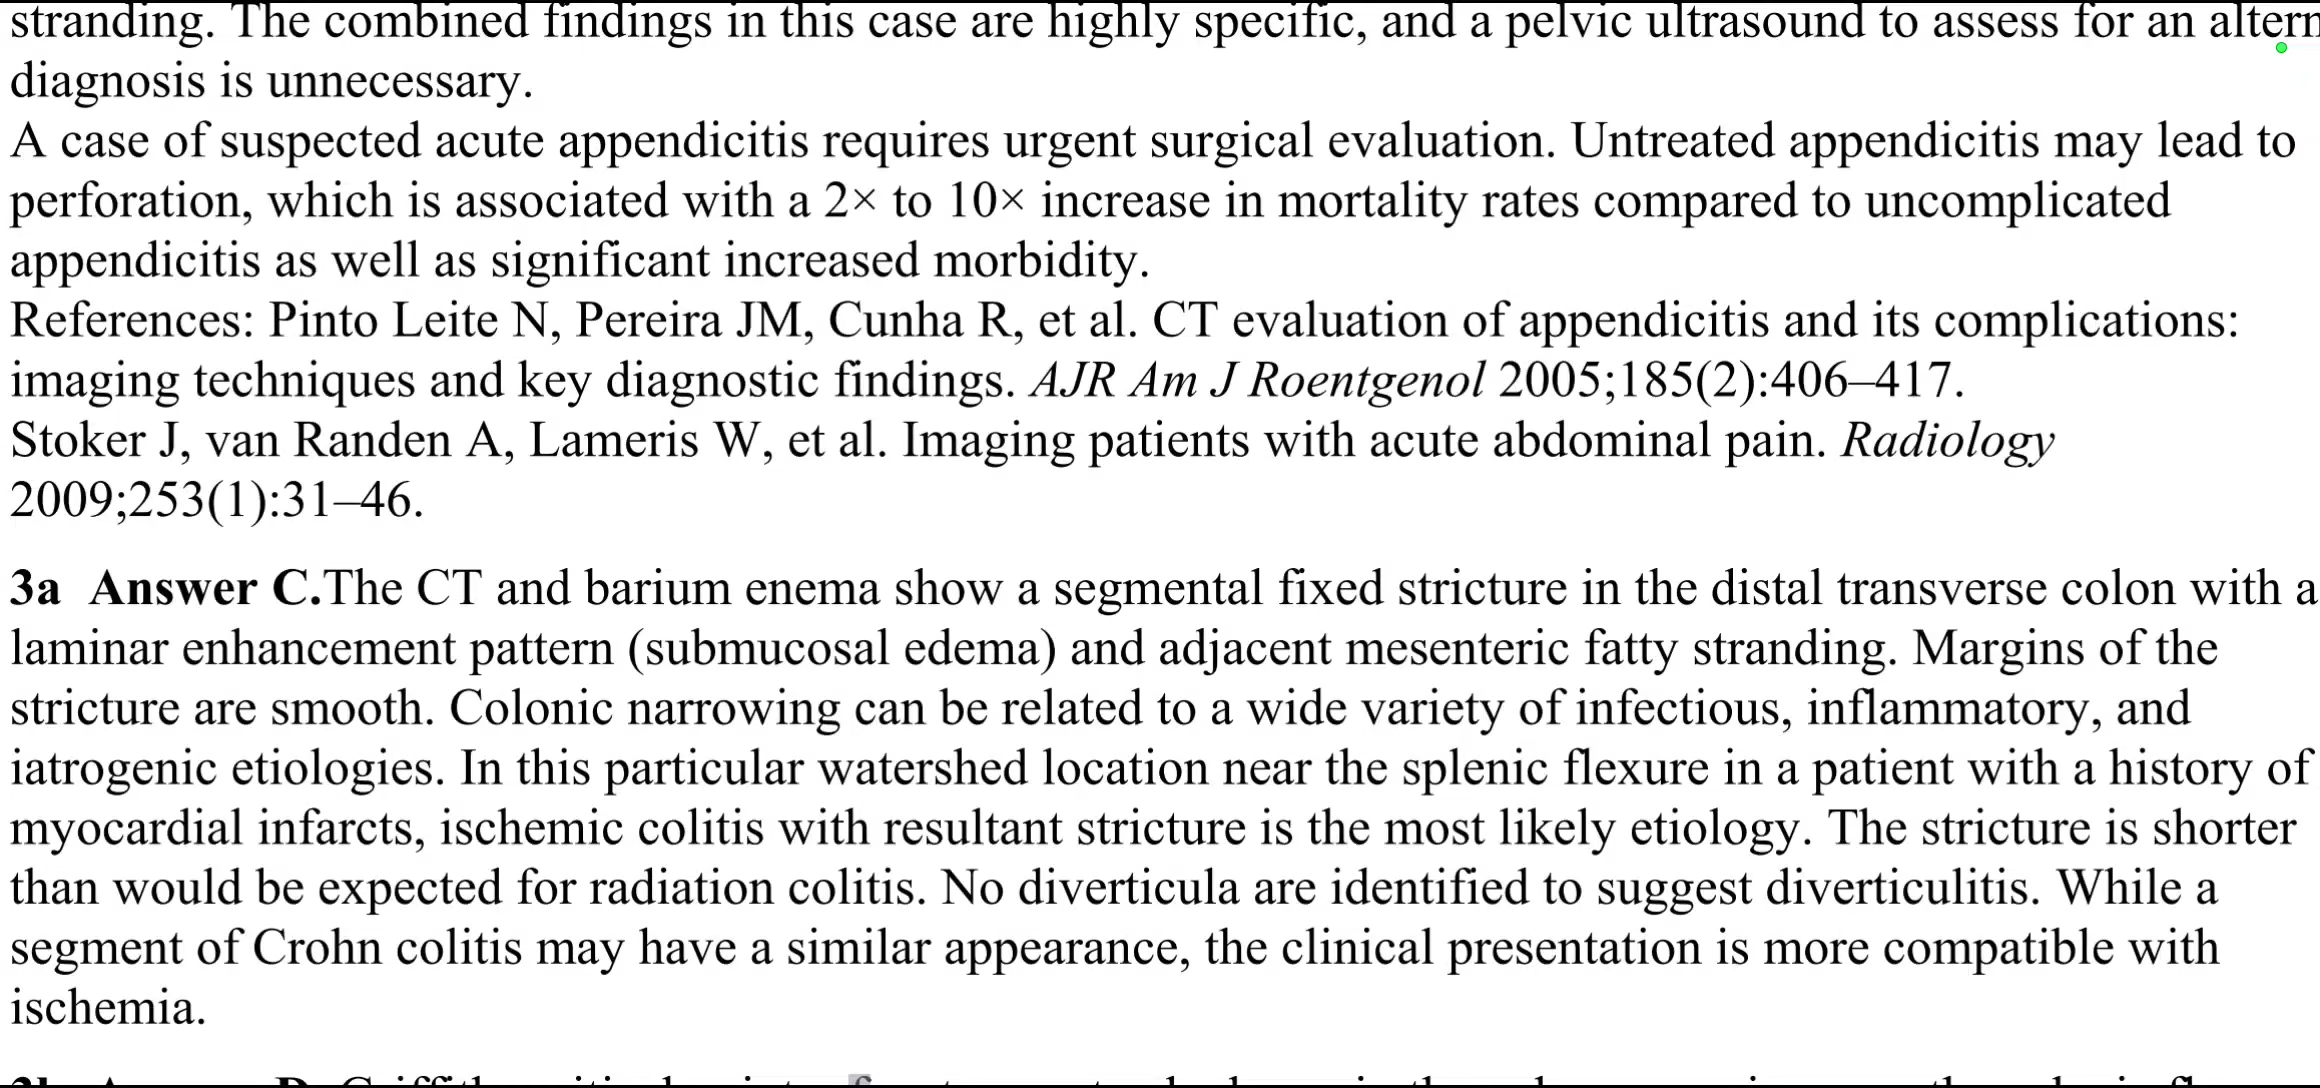 stranding. The combined findings in this case are highly specific, and a pelvic ultrasound to assess for an altern
diagnosis is unnecessary.
A case of suspected acute appendicitis requires urgent surgical evaluation. Untreated appendicitis may lead to
perforation, which is associated with a 2× to 10× increase in mortality rates compared to uncomplicated
appendicitis as well as significant increased morbidity.
References: Pinto Leite N, Pereira JM, Cunha R, et al. CT evaluation of appendicitis and its complications:
imaging techniques and key diagnostic findings. AJR Am J Roentgenol 2005;185(2):406–417.
Stoker J, van Randen A, Lameris W, et al. Imaging patients with acute abdominal pain. Radiology
2009;253(1):31–46.
3a Answer C.The CT and barium enema show a segmental fixed stricture in the distal transverse colon with a
laminar enhancement pattern (submucosal edema) and adjacent mesenteric fatty stranding. Margins of the
stricture are smooth. Colonic narrowing can be related to a wide variety of infectious, inflammatory, and
iatrogenic etiologies. In this particular watershed location near the splenic flexure in a patient with a history of
myocardial infarcts, ischemic colitis with resultant stricture is the most likely etiology. The stricture is shorter
than would be expected for radiation colitis. No diverticula are identified to suggest diverticulitis. While a
segment of Crohn colitis may have a similar appearance, the clinical presentation is more compatible with
ischemia.